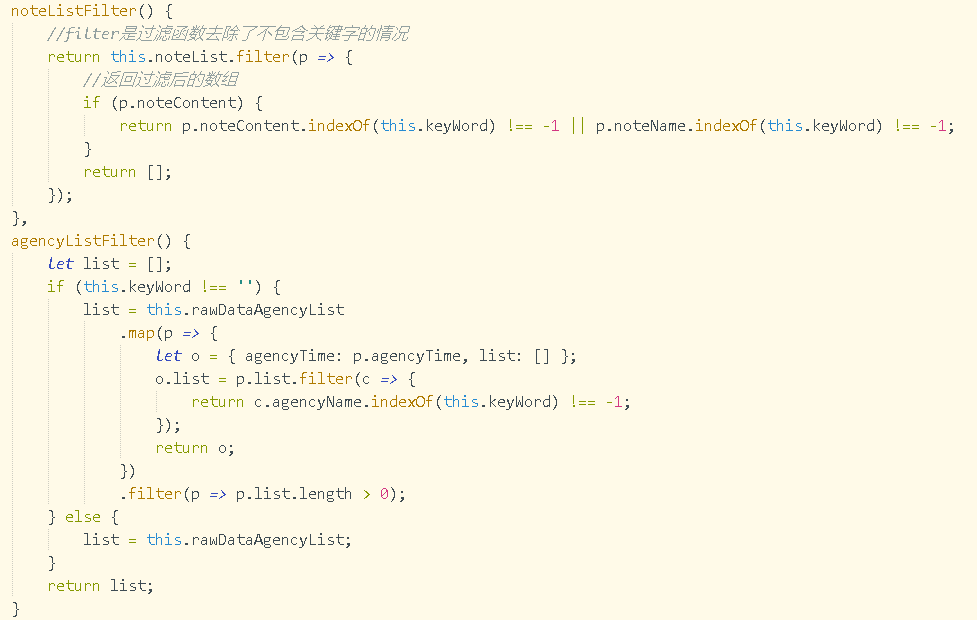 noteListFilter() {
    //filter是过滤函数去除了不包含关键字的情况
    return this.noteList.filter(p => {
        //返回过滤后的数组
        if (p.noteContent) {
            return p.noteContent.indexOf(this.keyWord) !== -1 || p.noteName.indexOf(this.keyWord) !== -1;
        }
        return [];
    });
},
agencyListFilter() {
    let list = [];
    if (this.keyWord !== '') {
        list = this.rawDataAgencyList
            .map(p => {
                let o = { agencyTime: p.agencyTime, list: [] };
                o.list = p.list.filter(c => {
                    return c.agencyName.indexOf(this.keyWord) !== -1;
                });
                return o;
            })
            .filter(p => p.list.length > 0);
    } else {
        list = this.rawDataAgencyList;
    }
    return list;
}